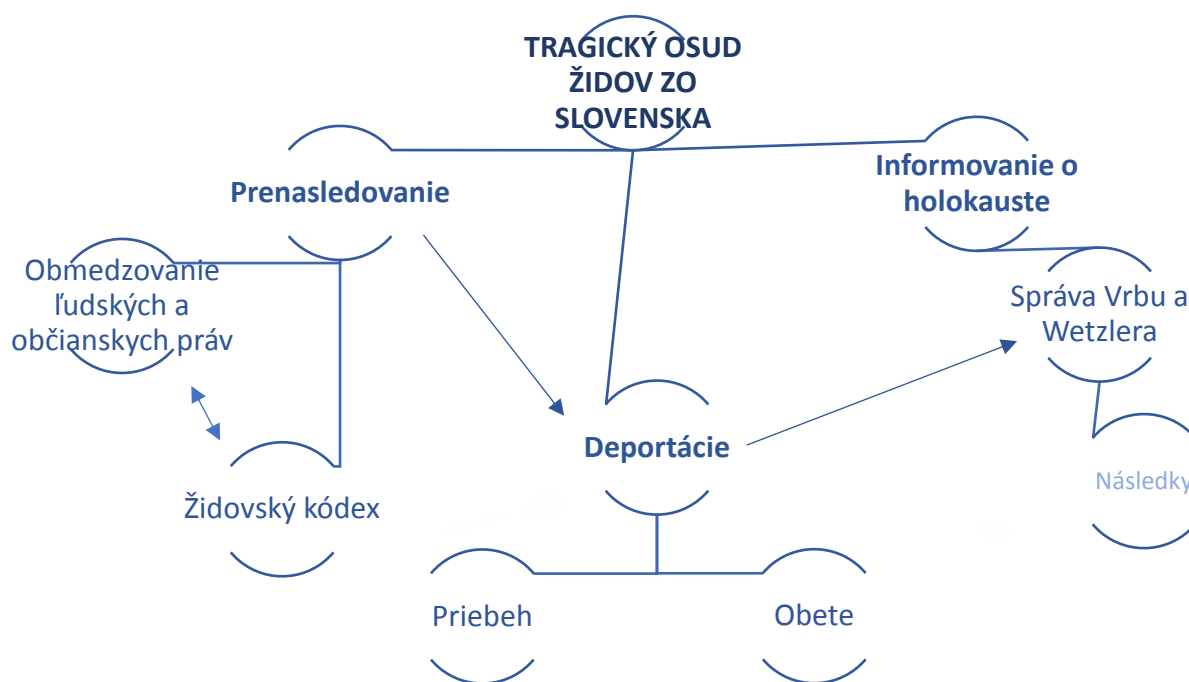 TRAGICKÝ OSUD
ŽIDOV ZO
SLOVENSKA
Prenasledovanie
Informovanie o
holokauste
Obmedzovanie
ľudských a
občianskych práv
Správa Vrbu a
Wetzlera
Deportácie
Židovský kódex
Následky
Priebeh
Obete